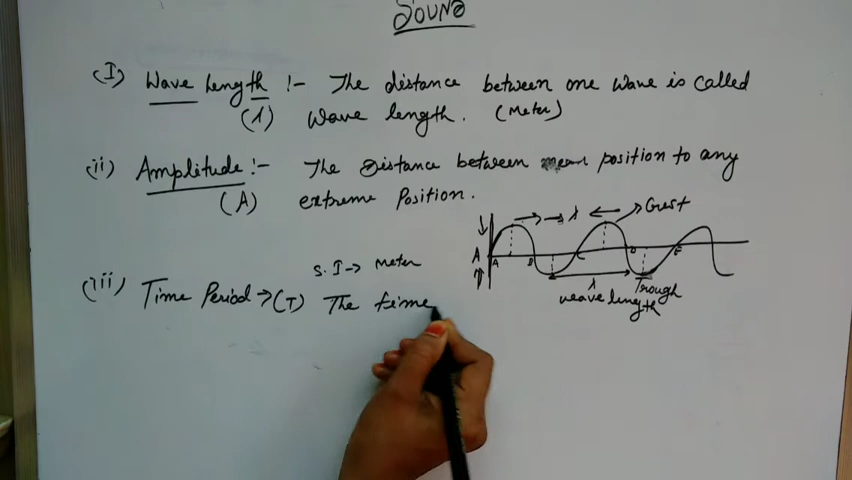 SOUND
(I) Wave length :- The distance between one wave is called
(λ) wave length. (Meter)
(ii) Amplitude :- The Distance between mean position to any
(A) extreme Position.
λ Crest
A A B C D E
S.I → Meter
λ Trough
weave length
(iii) Time Period → (T) The time